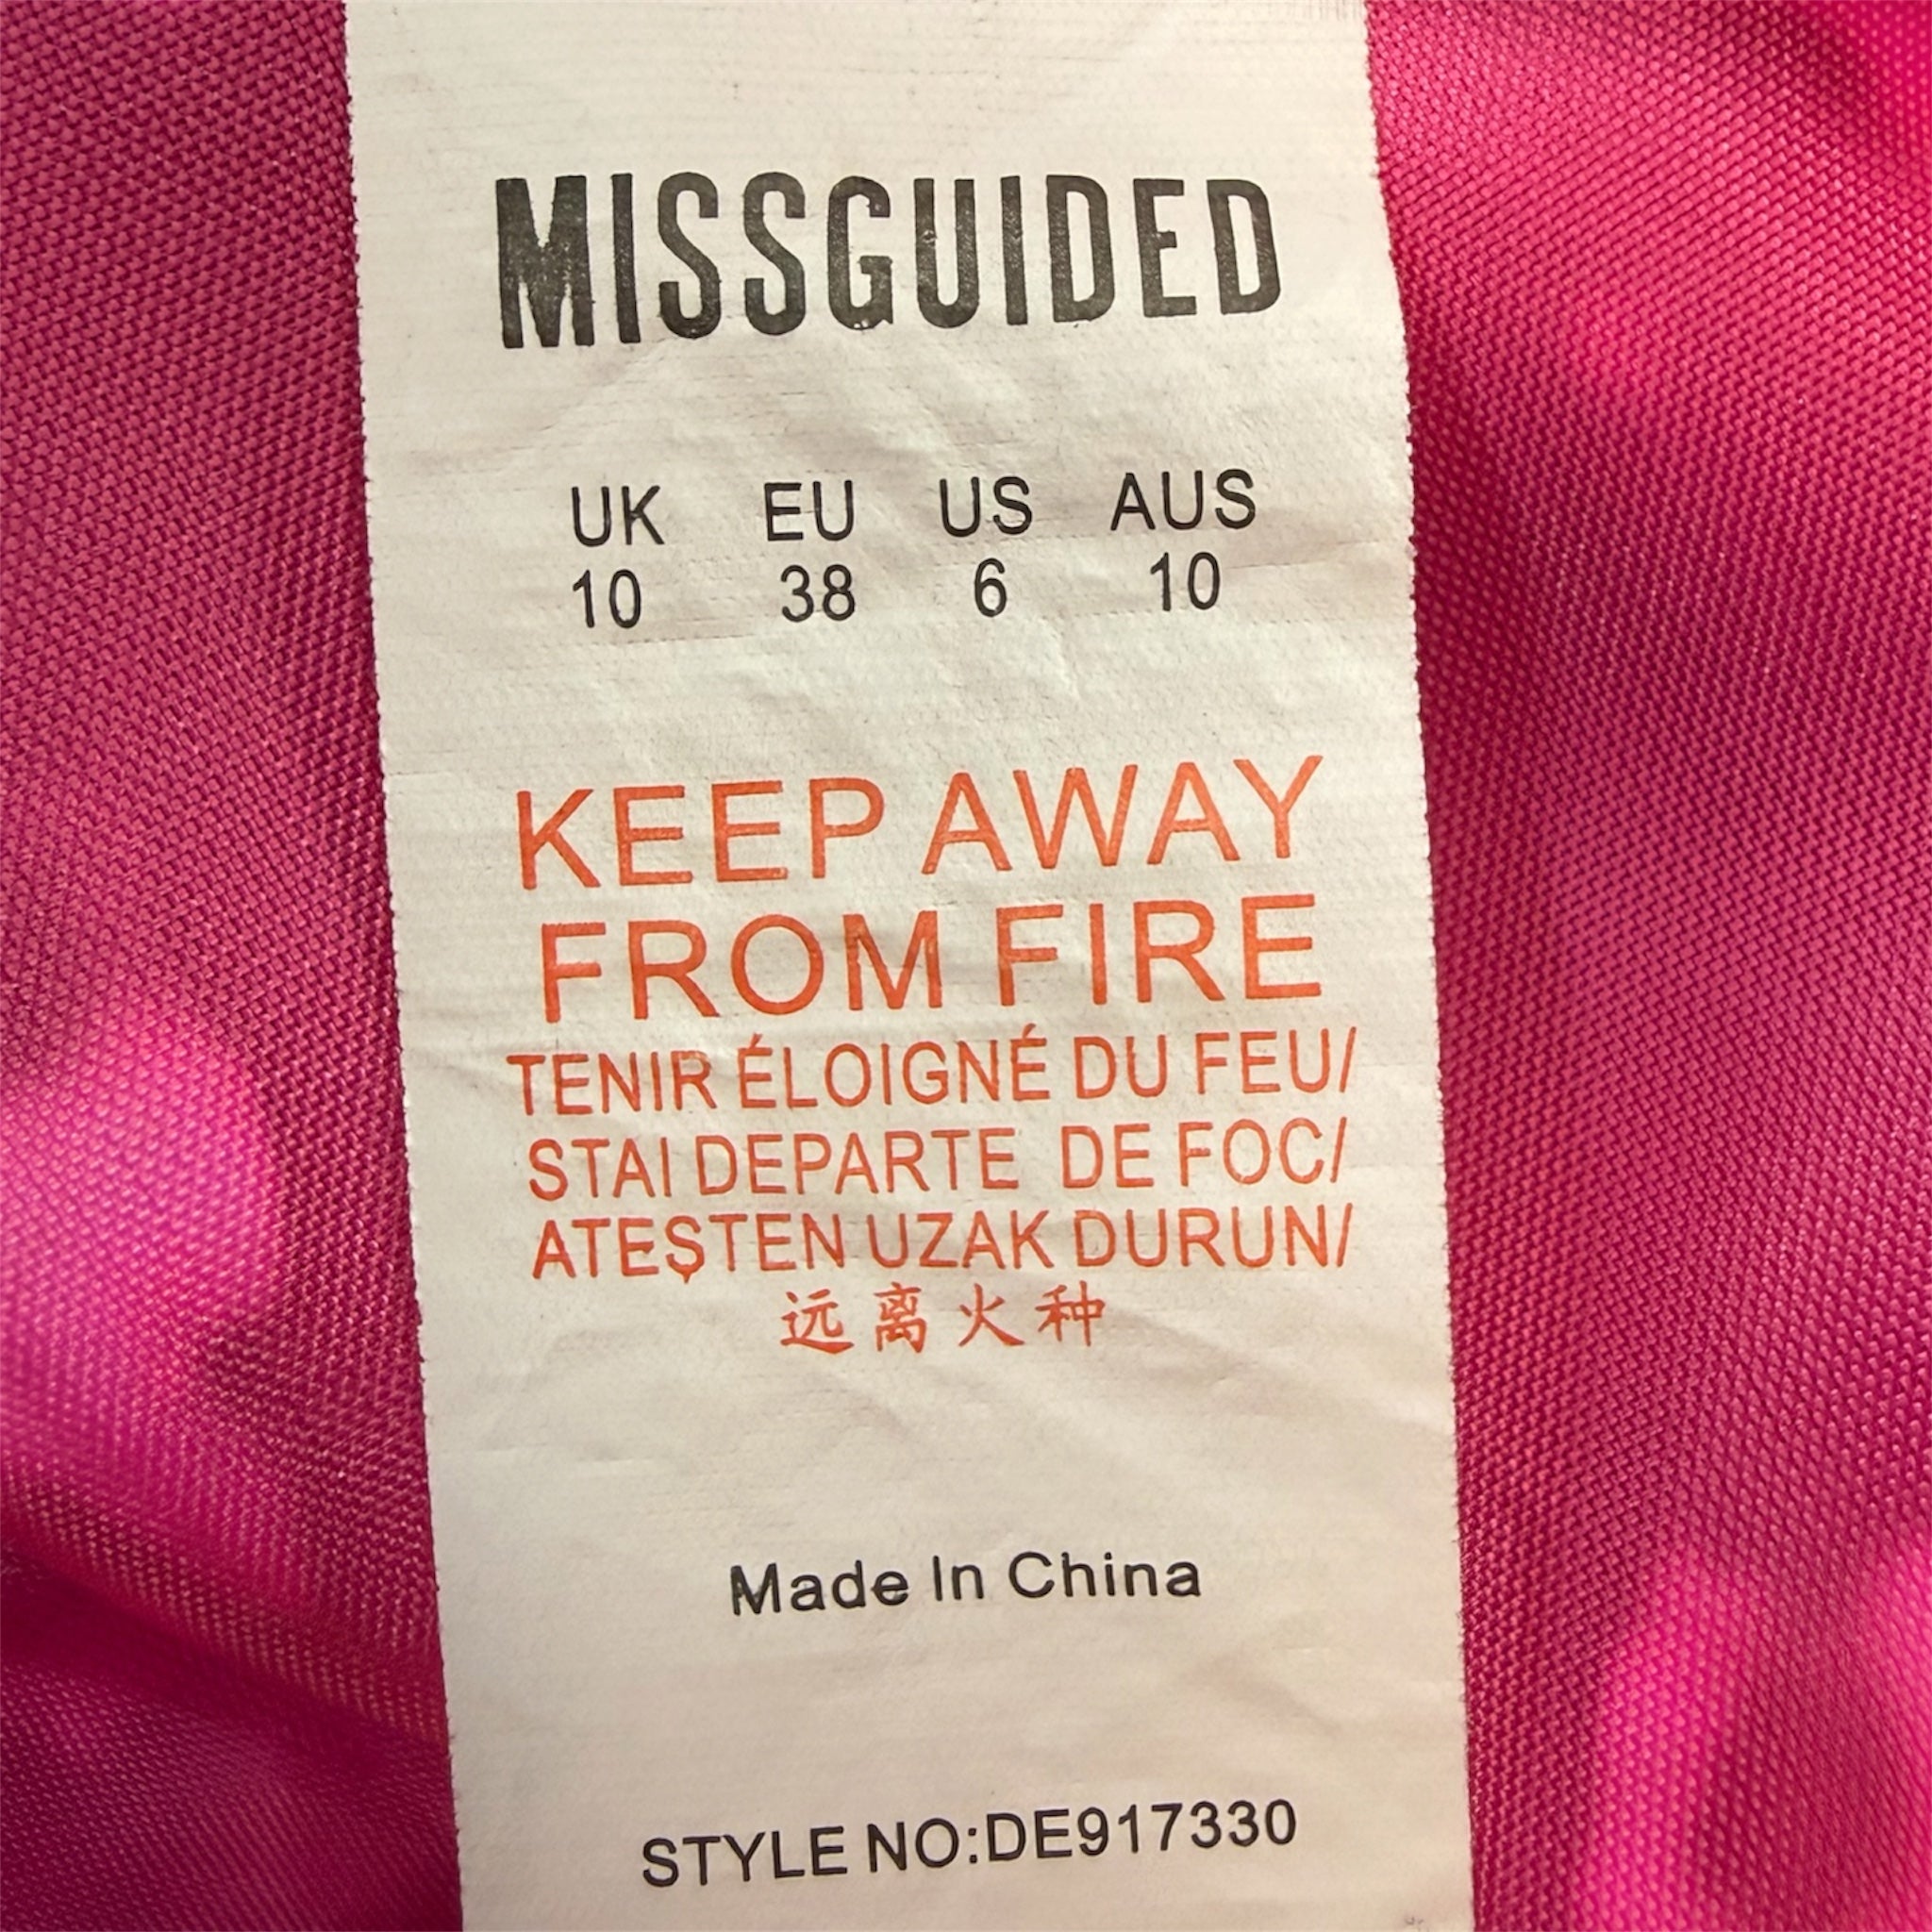 MISSGUIDED
UK EU US AUS
10 38 6 10
KEEP AWAY
FROM FIRE
TENIR ÉLOIGNÉ DU FEU/
STAI DEPARTE DE FOC/
ATEŞTEN UZAK DURUN/
远离火种
Made In China
STYLE NO:DE917330